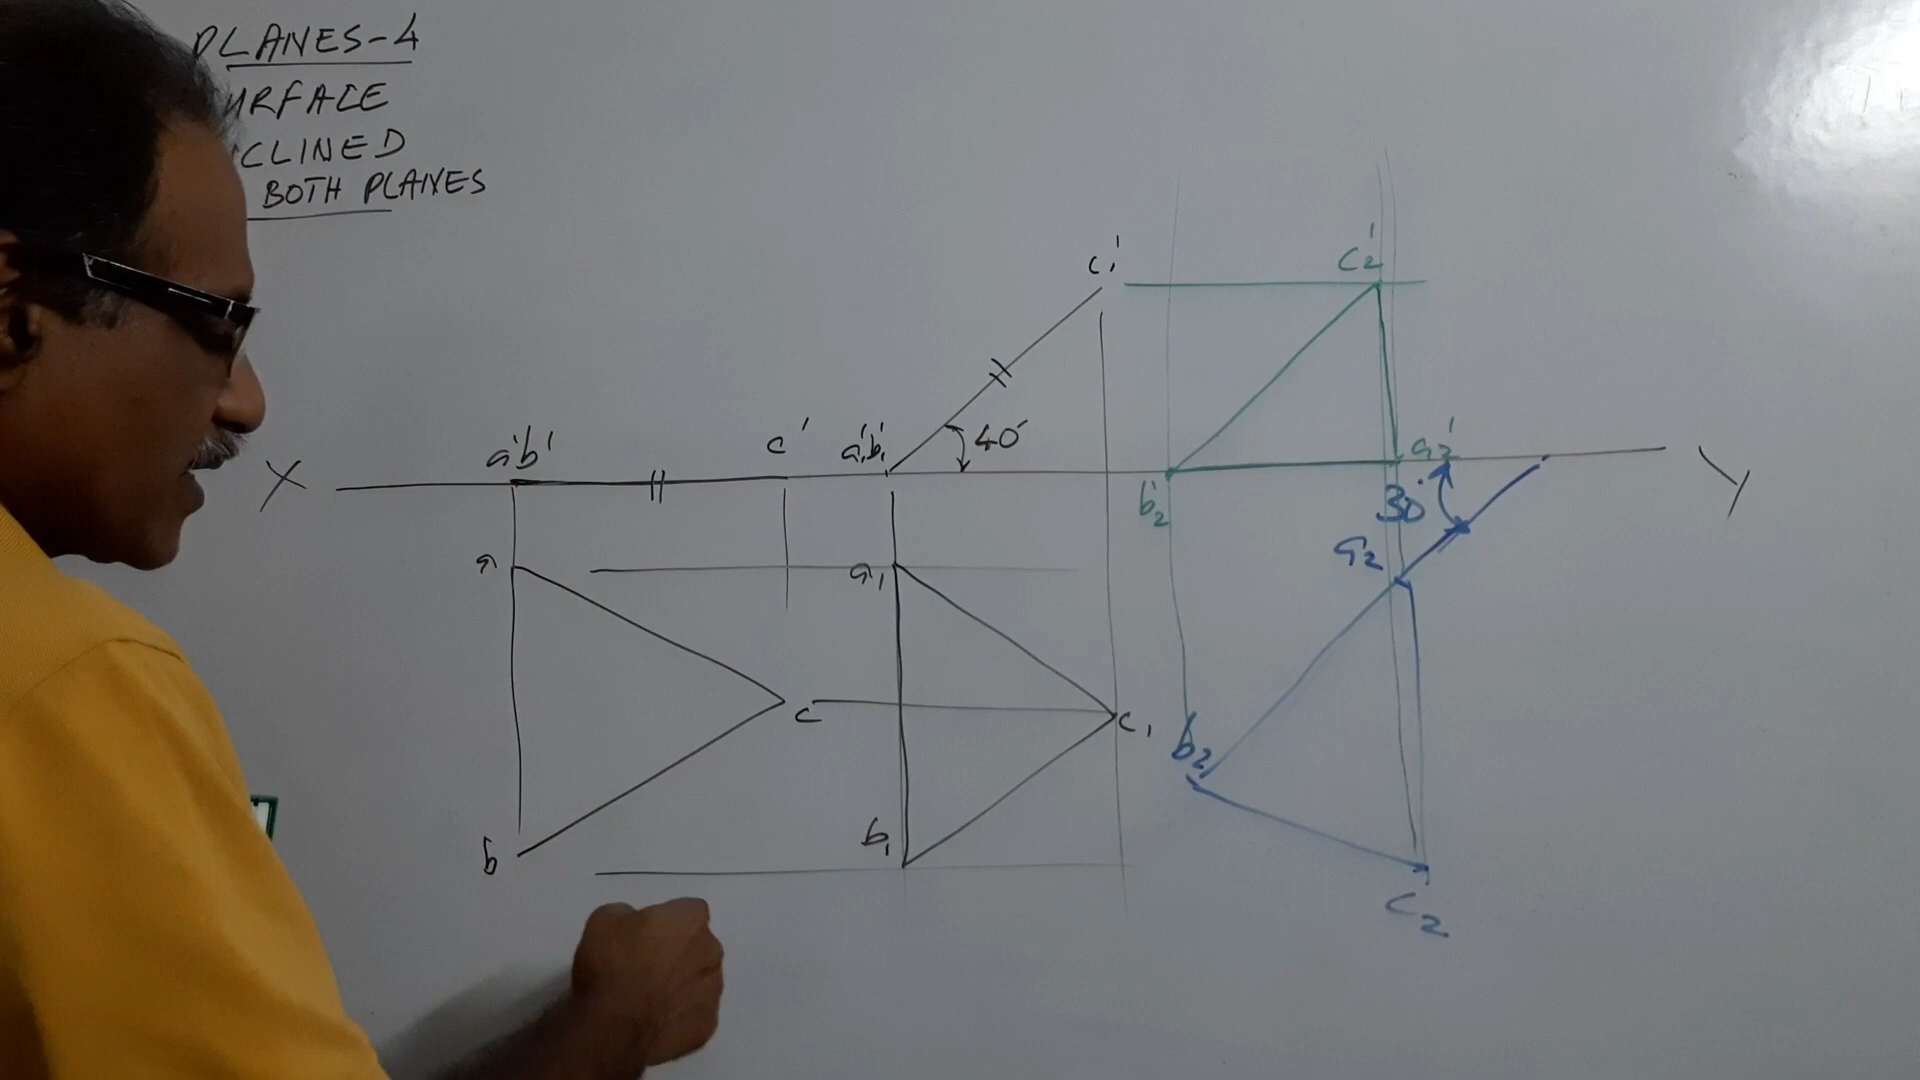 PLANES-4
URFACE
CLINED
BOTH PLANES
c₁'
c₂'
a'b'
c'
a₁'b₁'
40°
a₂'
X
Y
b₂'
30°
a
a₁
a₂
c
c₁
b₂
b
b₁
c₂